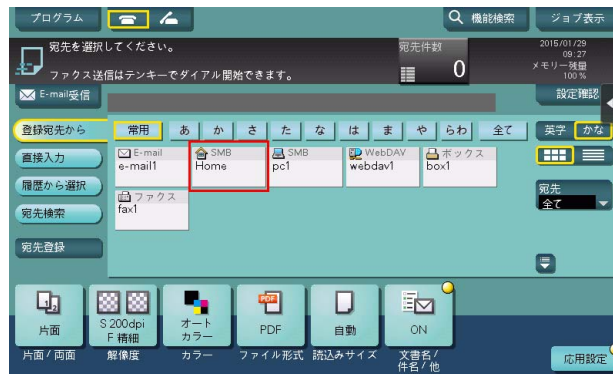 プログラム
機能検索
ジョブ表示
宛先を選択してください。
ファクス送信はテンキーでダイアル開始できます。
宛先件数
0
2015/01/29
09:27
メモリー残量
100 %
E-mail受信
設定確認
登録宛先から
常用 あ か さ た な は ま や らわ 全て
英字 かな
直接入力
E-mail
e-mail1
SMB
Home
SMB
pc1
WebDAV
webdav1
ボックス
box1
履歴から選択
ファクス
fax1
宛先
全て
宛先検索
宛先登録
片面
S 200dpi
F 精細
オート
カラー
PDF
自動
ON
片面/両面
解像度
カラー
ファイル形式
読込みサイズ
文書名/
件名/他
応用設定